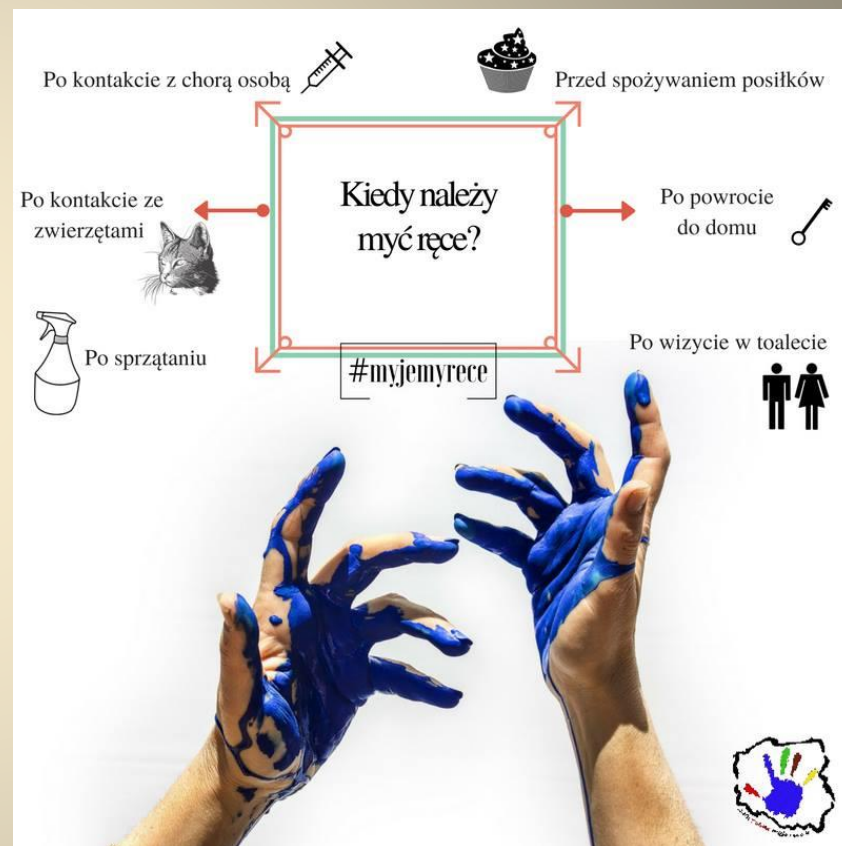 Po kontakcie z chorą osobą
Przed spożywaniem posiłków
Kiedy należy
myć ręce?
Po kontakcie ze
zwierzętami
Po powrocie
do domu
Po sprzątaniu
Po wizycie w toalecie
#myjemyrece